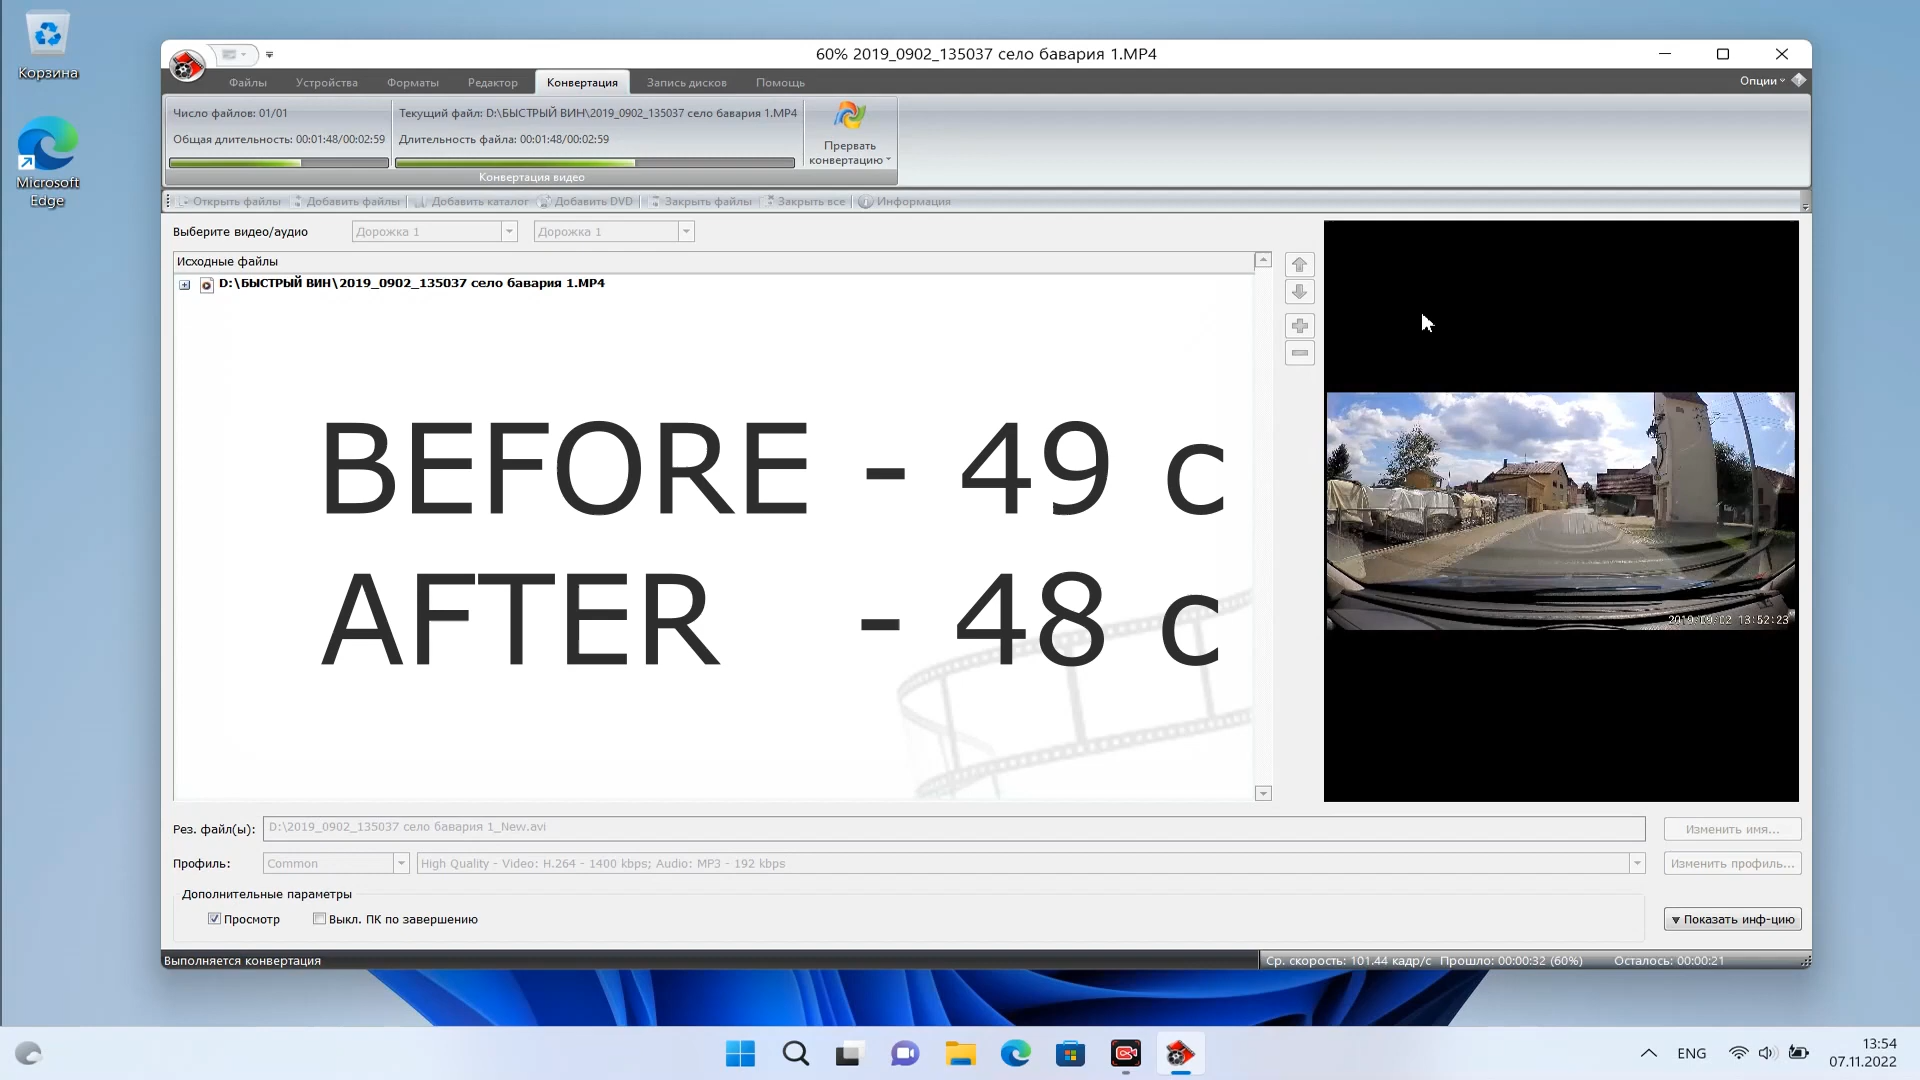 Корзина
Microsoft
Edge
60% 2019_0902_135037 село бавария 1.MP4
Файлы Устройства Форматы Редактор Конвертация Запись дисков Помощь Опции
Число файлов: 01/01
Общая длительность: 00:01:48/00:02:59
Текущий файл: D:\БЫСТРЫЙ ВИН\2019_0902_135037 село бавария 1.MP4
Длительность файла: 00:01:48/00:02:59
Прервать
конвертацию
Конвертация видео
Открыть файлы Добавить файлы Добавить каталог Добавить DVD Закрыть файлы Закрыть все Информация
Выберите видео/аудио Дорожка 1 Дорожка 1
Исходные файлы
D:\БЫСТРЫЙ ВИН\2019_0902_135037 село бавария 1.MP4
BEFORE - 49 c
AFTER - 48 c
2019/09/02 13:52:23
Рез. файл(ы): D:\2019_0902_135037 село бавария 1_New.avi Изменить имя...
Профиль: Common High Quality - Video: H.264 - 1400 kbps; Audio: MP3 - 192 kbps Изменить профиль...
Дополнительные параметры
Просмотр Выкл. ПК по завершению Показать инф-цию
Выполняется конвертация Ср. скорость: 101.44 кадр/с Прошло: 00:00:32 (60%) Осталось: 00:00:21
ENG 13:54
07.11.2022